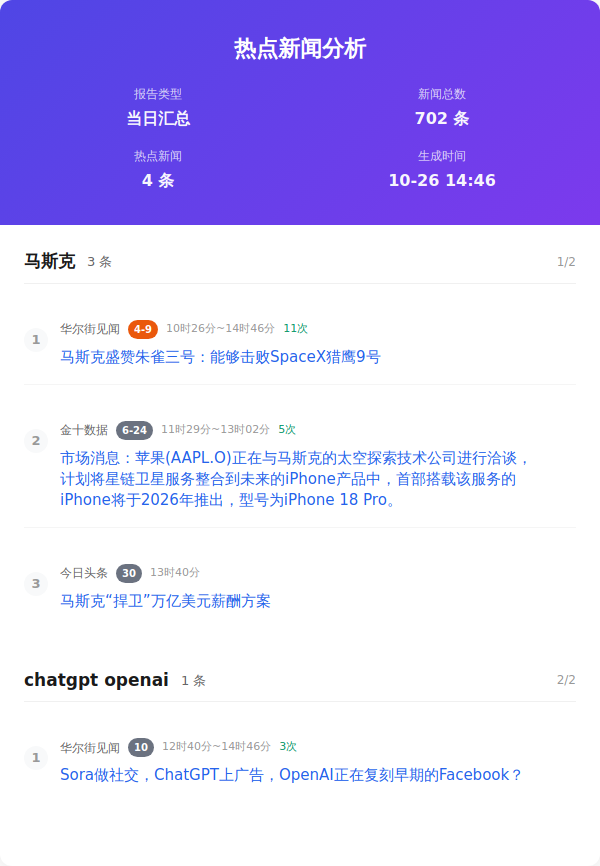 热点新闻分析
报告类型
当日汇总
新闻总数
702 条
热点新闻
4 条
生成时间
10-26 14:46
马斯克 3 条 1/2
1
华尔街见闻 4-9 10时26分~14时46分 11次
马斯克盛赞朱雀三号：能够击败SpaceX猎鹰9号
2
金十数据 6-24 11时29分~13时02分 5次
市场消息：苹果(AAPL.O)正在与马斯克的太空探索技术公司进行洽谈，
计划将星链卫星服务整合到未来的iPhone产品中，首部搭载该服务的
iPhone将于2026年推出，型号为iPhone 18 Pro。
3
今日头条 30 13时40分
马斯克“捍卫”万亿美元薪酬方案
chatgpt openai 1 条 2/2
1
华尔街见闻 10 12时40分~14时46分 3次
Sora做社交，ChatGPT上广告，OpenAI正在复刻早期的Facebook？